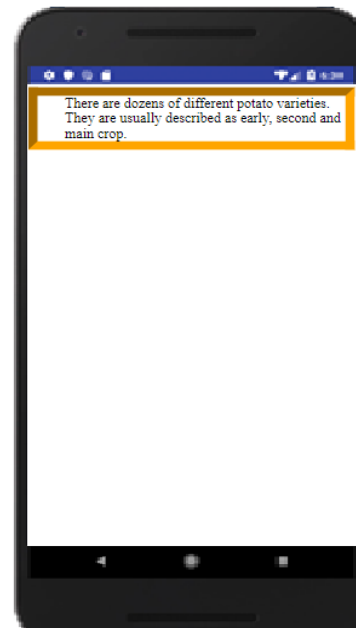 There are dozens of different potato varieties.
They are usually described as early, second and
main crop.